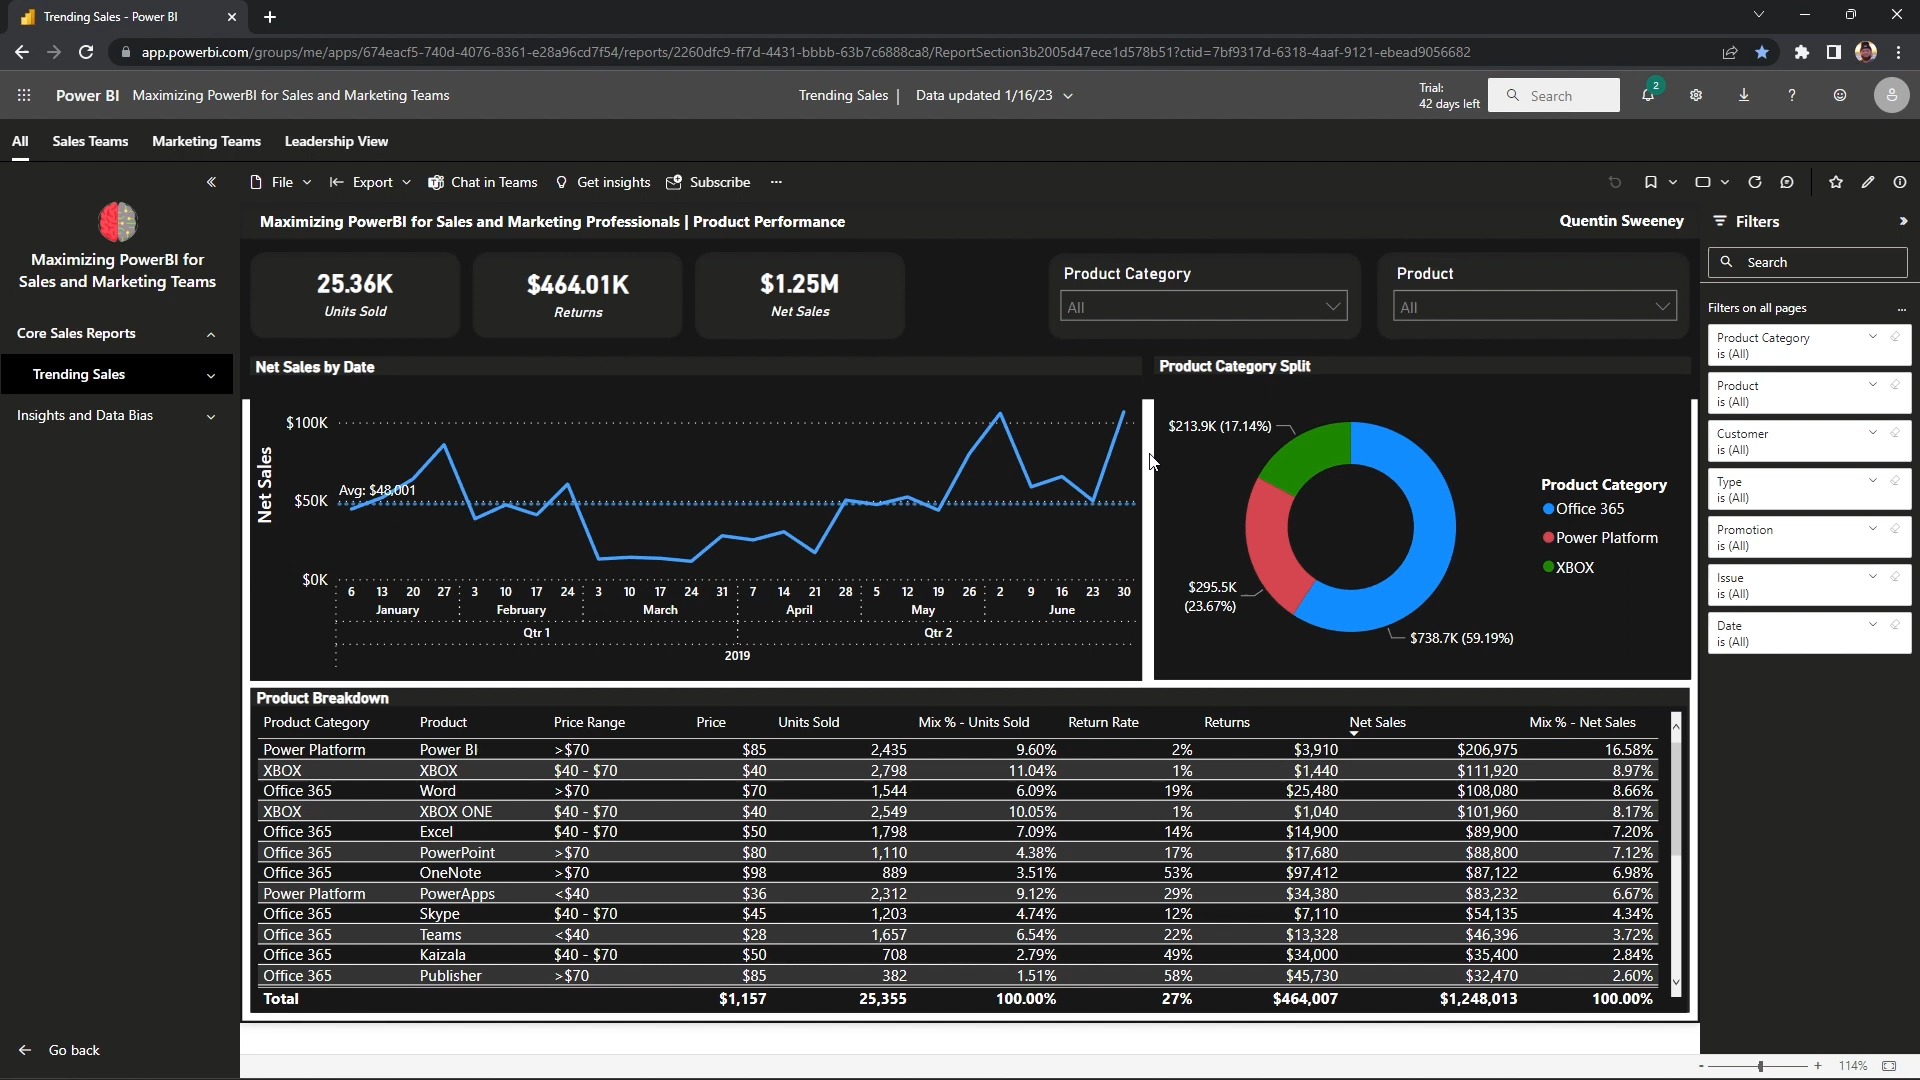 Trending Sales - Power BI
app.powerbi.com/groups/me/apps/674eacf5-740d-4076-8361-e28a96cd7f54/reports/2260dfc9-ff7d-4431-bbbb-63b7c6888ca8/ReportSection3b2005d47ece1d578b51?ctid=7bf9317d-6318-4aaf-9121-ebead9056682
Power BI Maximizing PowerBI for Sales and Marketing Teams
Trending Sales | Data updated 1/16/23
Trial:
42 days left
Search
2
All Sales Teams Marketing Teams Leadership View
File Export Chat in Teams Get insights Subscribe ...
Maximizing PowerBI for
Sales and Marketing Teams
Core Sales Reports
Trending Sales
Insights and Data Bias
Go back
Maximizing PowerBI for Sales and Marketing Professionals | Product Performance
Quentin Sweeney
25.36K
Units Sold
$464.01K
Returns
$1.25M
Net Sales
Product Category
All
Product
All
Net Sales by Date
Net Sales
$100K
$50K
$0K
Avg: $48,001
6 13 20 27 3 10 17 24 3 10 17 24 31 7 14 21 28 5 12 19 26 2 9 16 23 30
January February March April May June
Qtr 1 Qtr 2
2019
Product Category Split
$213.9K (17.14%)
$295.5K
(23.67%)
$738.7K (59.19%)
Product Category
Office 365
Power Platform
XBOX
Product Breakdown
Product Category Product Price Range Price Units Sold Mix % - Units Sold Return Rate Returns Net Sales Mix % - Net Sales
Power Platform Power BI >$70 $85 2,435 9.60% 2% $3,910 $206,975 16.58%
XBOX XBOX $40 - $70 $40 2,798 11.04% 1% $1,440 $111,920 8.97%
Office 365 Word >$70 $70 1,544 6.09% 19% $25,480 $108,080 8.66%
XBOX XBOX ONE $40 - $70 $40 2,549 10.05% 1% $1,040 $101,960 8.17%
Office 365 Excel $40 - $70 $50 1,798 7.09% 14% $14,900 $89,900 7.20%
Office 365 PowerPoint >$70 $80 1,110 4.38% 17% $17,680 $88,800 7.12%
Office 365 OneNote >$70 $98 889 3.51% 53% $97,412 $87,122 6.98%
Power Platform PowerApps <$40 $36 2,312 9.12% 29% $34,380 $83,232 6.67%
Office 365 Skype $40 - $70 $45 1,203 4.74% 12% $7,110 $54,135 4.34%
Office 365 Teams <$40 $28 1,657 6.54% 22% $13,328 $46,396 3.72%
Office 365 Kaizala $40 - $70 $50 708 2.79% 49% $34,000 $35,400 2.84%
Office 365 Publisher >$70 $85 382 1.51% 58% $45,730 $32,470 2.60%
Total $1,157 25,355 100.00% 27% $464,007 $1,248,013 100.00%
Filters
Search
Filters on all pages
...
Product Category
is (All)
Product
is (All)
Customer
is (All)
Type
is (All)
Promotion
is (All)
Issue
is (All)
Date
is (All)
- + 114%